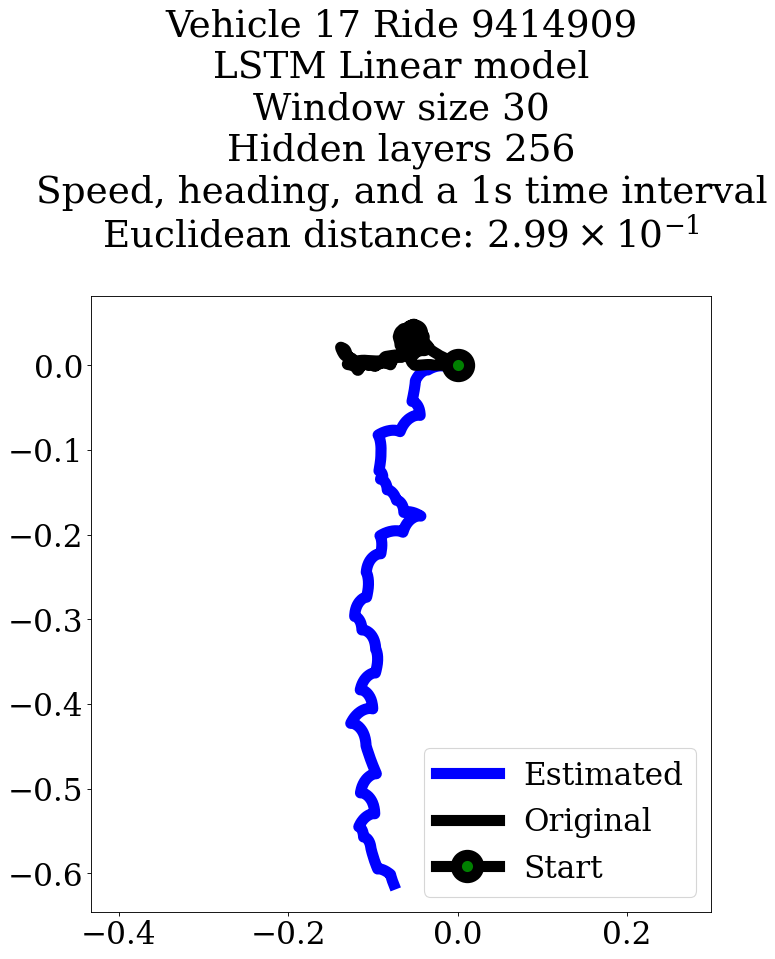 Vehicle 17 Ride 9414909
LSTM Linear model
Window size 30
Hidden layers 256
Speed, heading, and a 1s time interval
Euclidean distance: 2.99 × 10⁻¹
0.0
−0.1
−0.2
−0.3
−0.4
−0.5
−0.6
Estimated
Original
Start
−0.4 −0.2 0.0 0.2